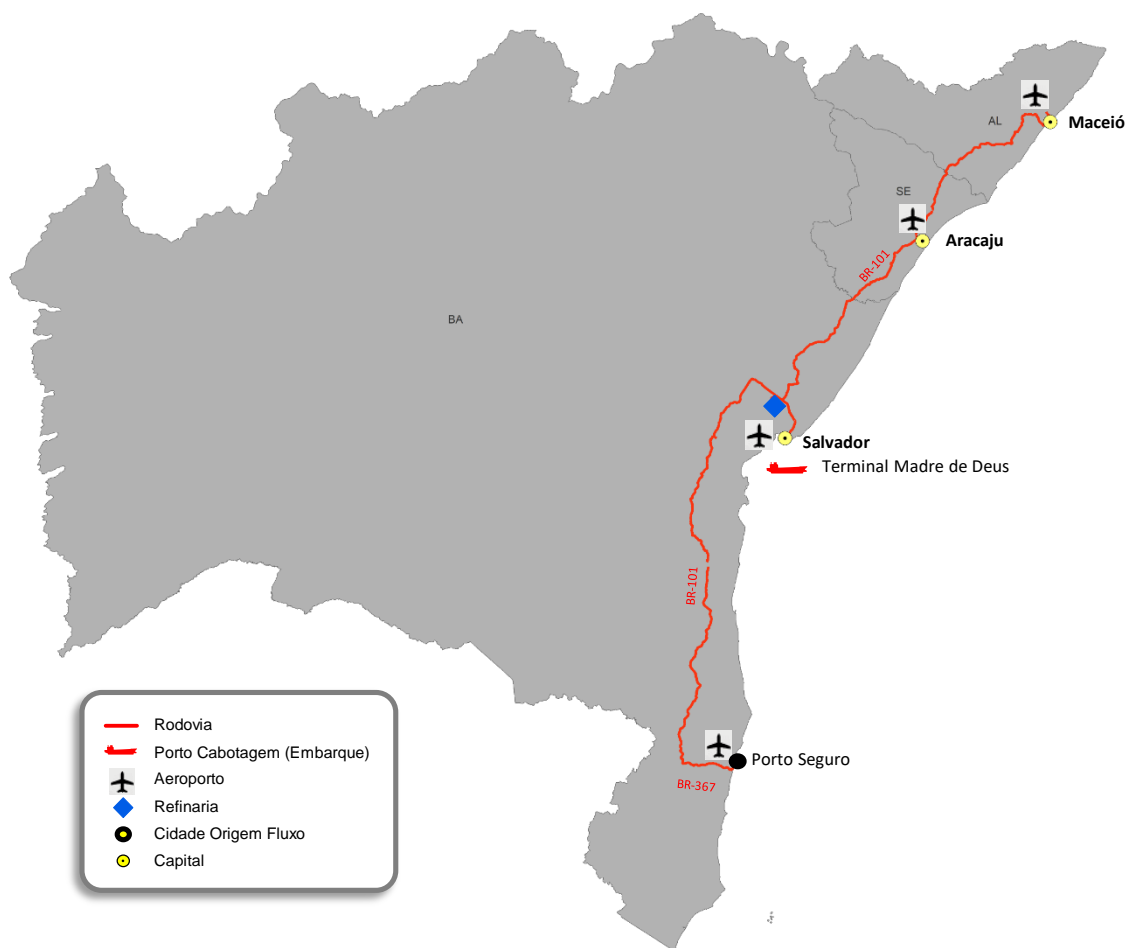 AL
Maceió
SE
Aracaju
BR-101
BA
Salvador
Terminal Madre de Deus
BR-101
Porto Seguro
BR-367
Rodovia
Porto Cabotagem (Embarque)
Aeroporto
Refinaria
Cidade Origem Fluxo
Capital